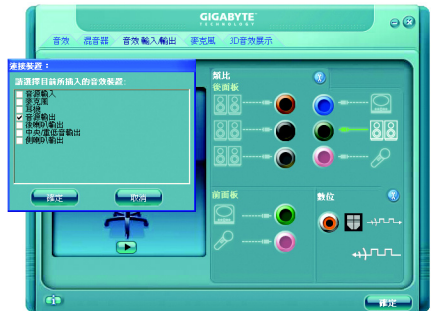 GIGABYTE
TECHNOLOGY
音效 混音器 音效輸入/輸出 麥克風 3D音效展示
連接裝置：
請選擇目前所插入的音效裝置：
音源輸入
麥克風
耳機
音源輸出
後喇叭輸出
中央/重低音輸出
側喇叭輸出
確定 取消
類比
後面板
前面板
數位
確定